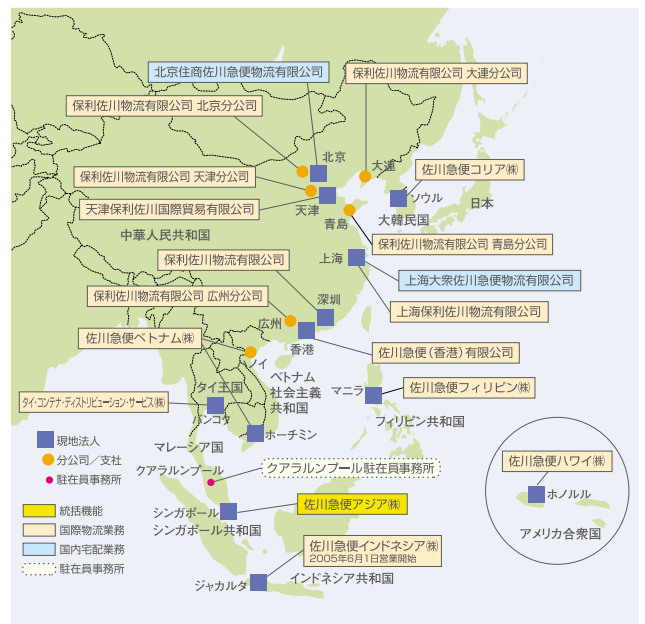 北京住商佐川急便物流有限公司
保利佐川物流有限公司 大連分公司
保利佐川物流有限公司 北京分公司
北京
大連
佐川急便コリア㈱
保利佐川物流有限公司 天津分公司
ソウル
日本
天津保利佐川国際貿易有限公司
天津
大韓民国
青島
中華人民共和国
保利佐川物流有限公司 青島分公司
保利佐川物流有限公司
上海
上海大衆佐川急便物流有限公司
保利佐川物流有限公司 広州分公司
深圳
上海保利佐川物流有限公司
広州
佐川急便ベトナム㈱
香港
佐川急便（香港）有限公司
ハノイ
ベトナム
社会主義
共和国
タイ王国
マニラ
佐川急便フィリピン㈱
タイ・コンテナ・ディストリビューション・サービス㈱
バンコク
フィリピン共和国
ホーチミン
現地法人
マレーシア国
分公司／支社
クアラルンプール
クアラルンプール駐在員事務所
佐川急便ハワイ㈱
駐在員事務所
ホノルル
統括機能
シンガポール
佐川急便アジア㈱
国際物流業務
シンガポール共和国
アメリカ合衆国
国内宅配業務
佐川急便インドネシア㈱
2005年6月1日営業開始
駐在員事務所
ジャカルタ
インドネシア共和国